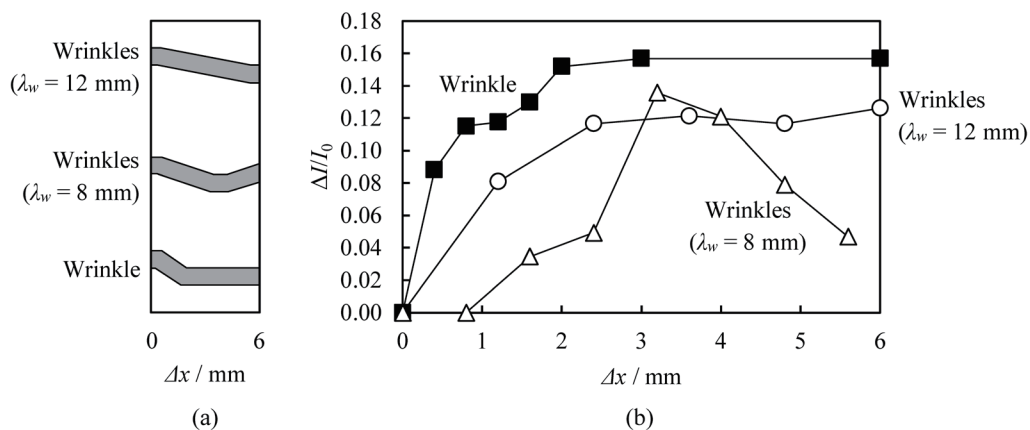 Wrinkles
(λw = 12 mm)
Wrinkles
(λw = 8 mm)
Wrinkle
0
6
Δx / mm
(a)
0.18
0.16
0.14
0.12
0.10
0.08
0.06
0.04
0.02
0.00
ΔI/I0
Wrinkle
Wrinkles
(λw = 12 mm)
Wrinkles
(λw = 8 mm)
0 1 2 3 4 5 6
Δx / mm
(b)